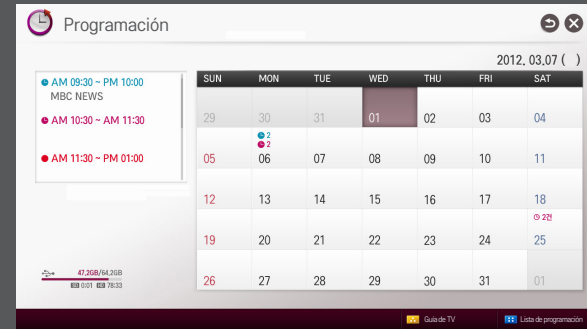 Programación
2012. 03.07 ( )
AM 09:30 ~ PM 10:00
MBC NEWS
AM 10:30 ~ AM 11:30
AM 11:30 ~ PM 01:00
SUN MON TUE WED THU FRI SAT
29 30 31 01 02 03 04
2
2
05 06 07 08 09 10 11
12 13 14 15 16 17 18
2건
19 20 21 22 23 24 25
26 27 28 29 30 31 01
47,2GB/64,2GB
HD 0:01 HD 78:33
Guía de TV Lista de programación